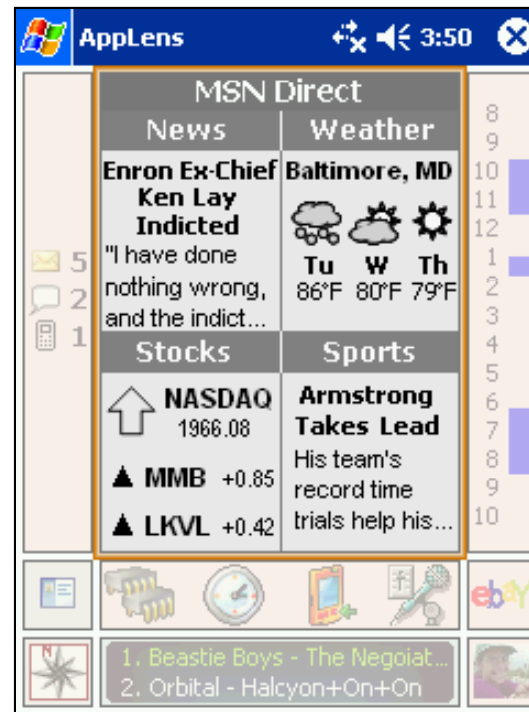 AppLens 3:50
MSN Direct
News
Enron Ex-Chief
Ken Lay
Indicted
"I have done
nothing wrong,
and the indict...
Weather
Baltimore, MD
Tu W Th
86°F 80°F 79°F
Stocks
NASDAQ
1966.08
MMB +0.85
LKVL +0.42
Sports
Armstrong
Takes Lead
His team's
record time
trials help his...
5
2
1
8
9
10
11
12
1
2
3
4
5
6
7
8
9
10
ebY
N
1. Beastie Boys - The Negoiat...
2. Orbital - Halcyon+On+On